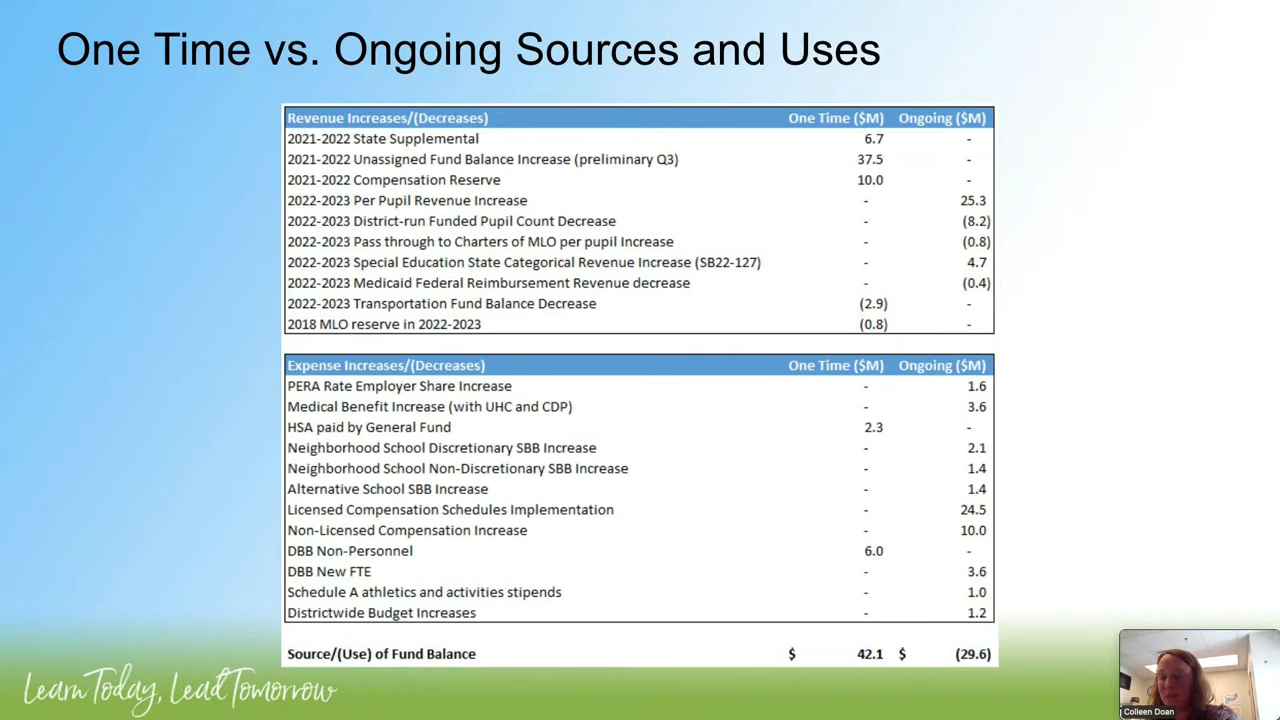 One Time vs. Ongoing Sources and Uses
Revenue Increases/(Decreases) One Time ($M) Ongoing ($M)
2021-2022 State Supplemental 6.7 -
2021-2022 Unassigned Fund Balance Increase (preliminary Q3) 37.5 -
2021-2022 Compensation Reserve 10.0 -
2022-2023 Per Pupil Revenue Increase - 25.3
2022-2023 District-run Funded Pupil Count Decrease - (8.2)
2022-2023 Pass through to Charters of MLO per pupil Increase - (0.8)
2022-2023 Special Education State Categorical Revenue Increase (SB22-127) - 4.7
2022-2023 Medicaid Federal Reimbursement Revenue decrease - (0.4)
2022-2023 Transportation Fund Balance Decrease (2.9) -
2018 MLO reserve in 2022-2023 (0.8) -
Expense Increases/(Decreases) One Time ($M) Ongoing ($M)
PERA Rate Employer Share Increase - 1.6
Medical Benefit Increase (with UHC and CDP) - 3.6
HSA paid by General Fund 2.3 -
Neighborhood School Discretionary SBB Increase - 2.1
Neighborhood School Non-Discretionary SBB Increase - 1.4
Alternative School SBB Increase - 1.4
Licensed Compensation Schedules Implementation - 24.5
Non-Licensed Compensation Increase - 10.0
DBB Non-Personnel 6.0 -
DBB New FTE - 3.6
Schedule A athletics and activities stipends - 1.0
Districtwide Budget Increases - 1.2
Source/(Use) of Fund Balance $ 42.1 $ (29.6)
Learn Today, Lead Tomorrow
Colleen Doan